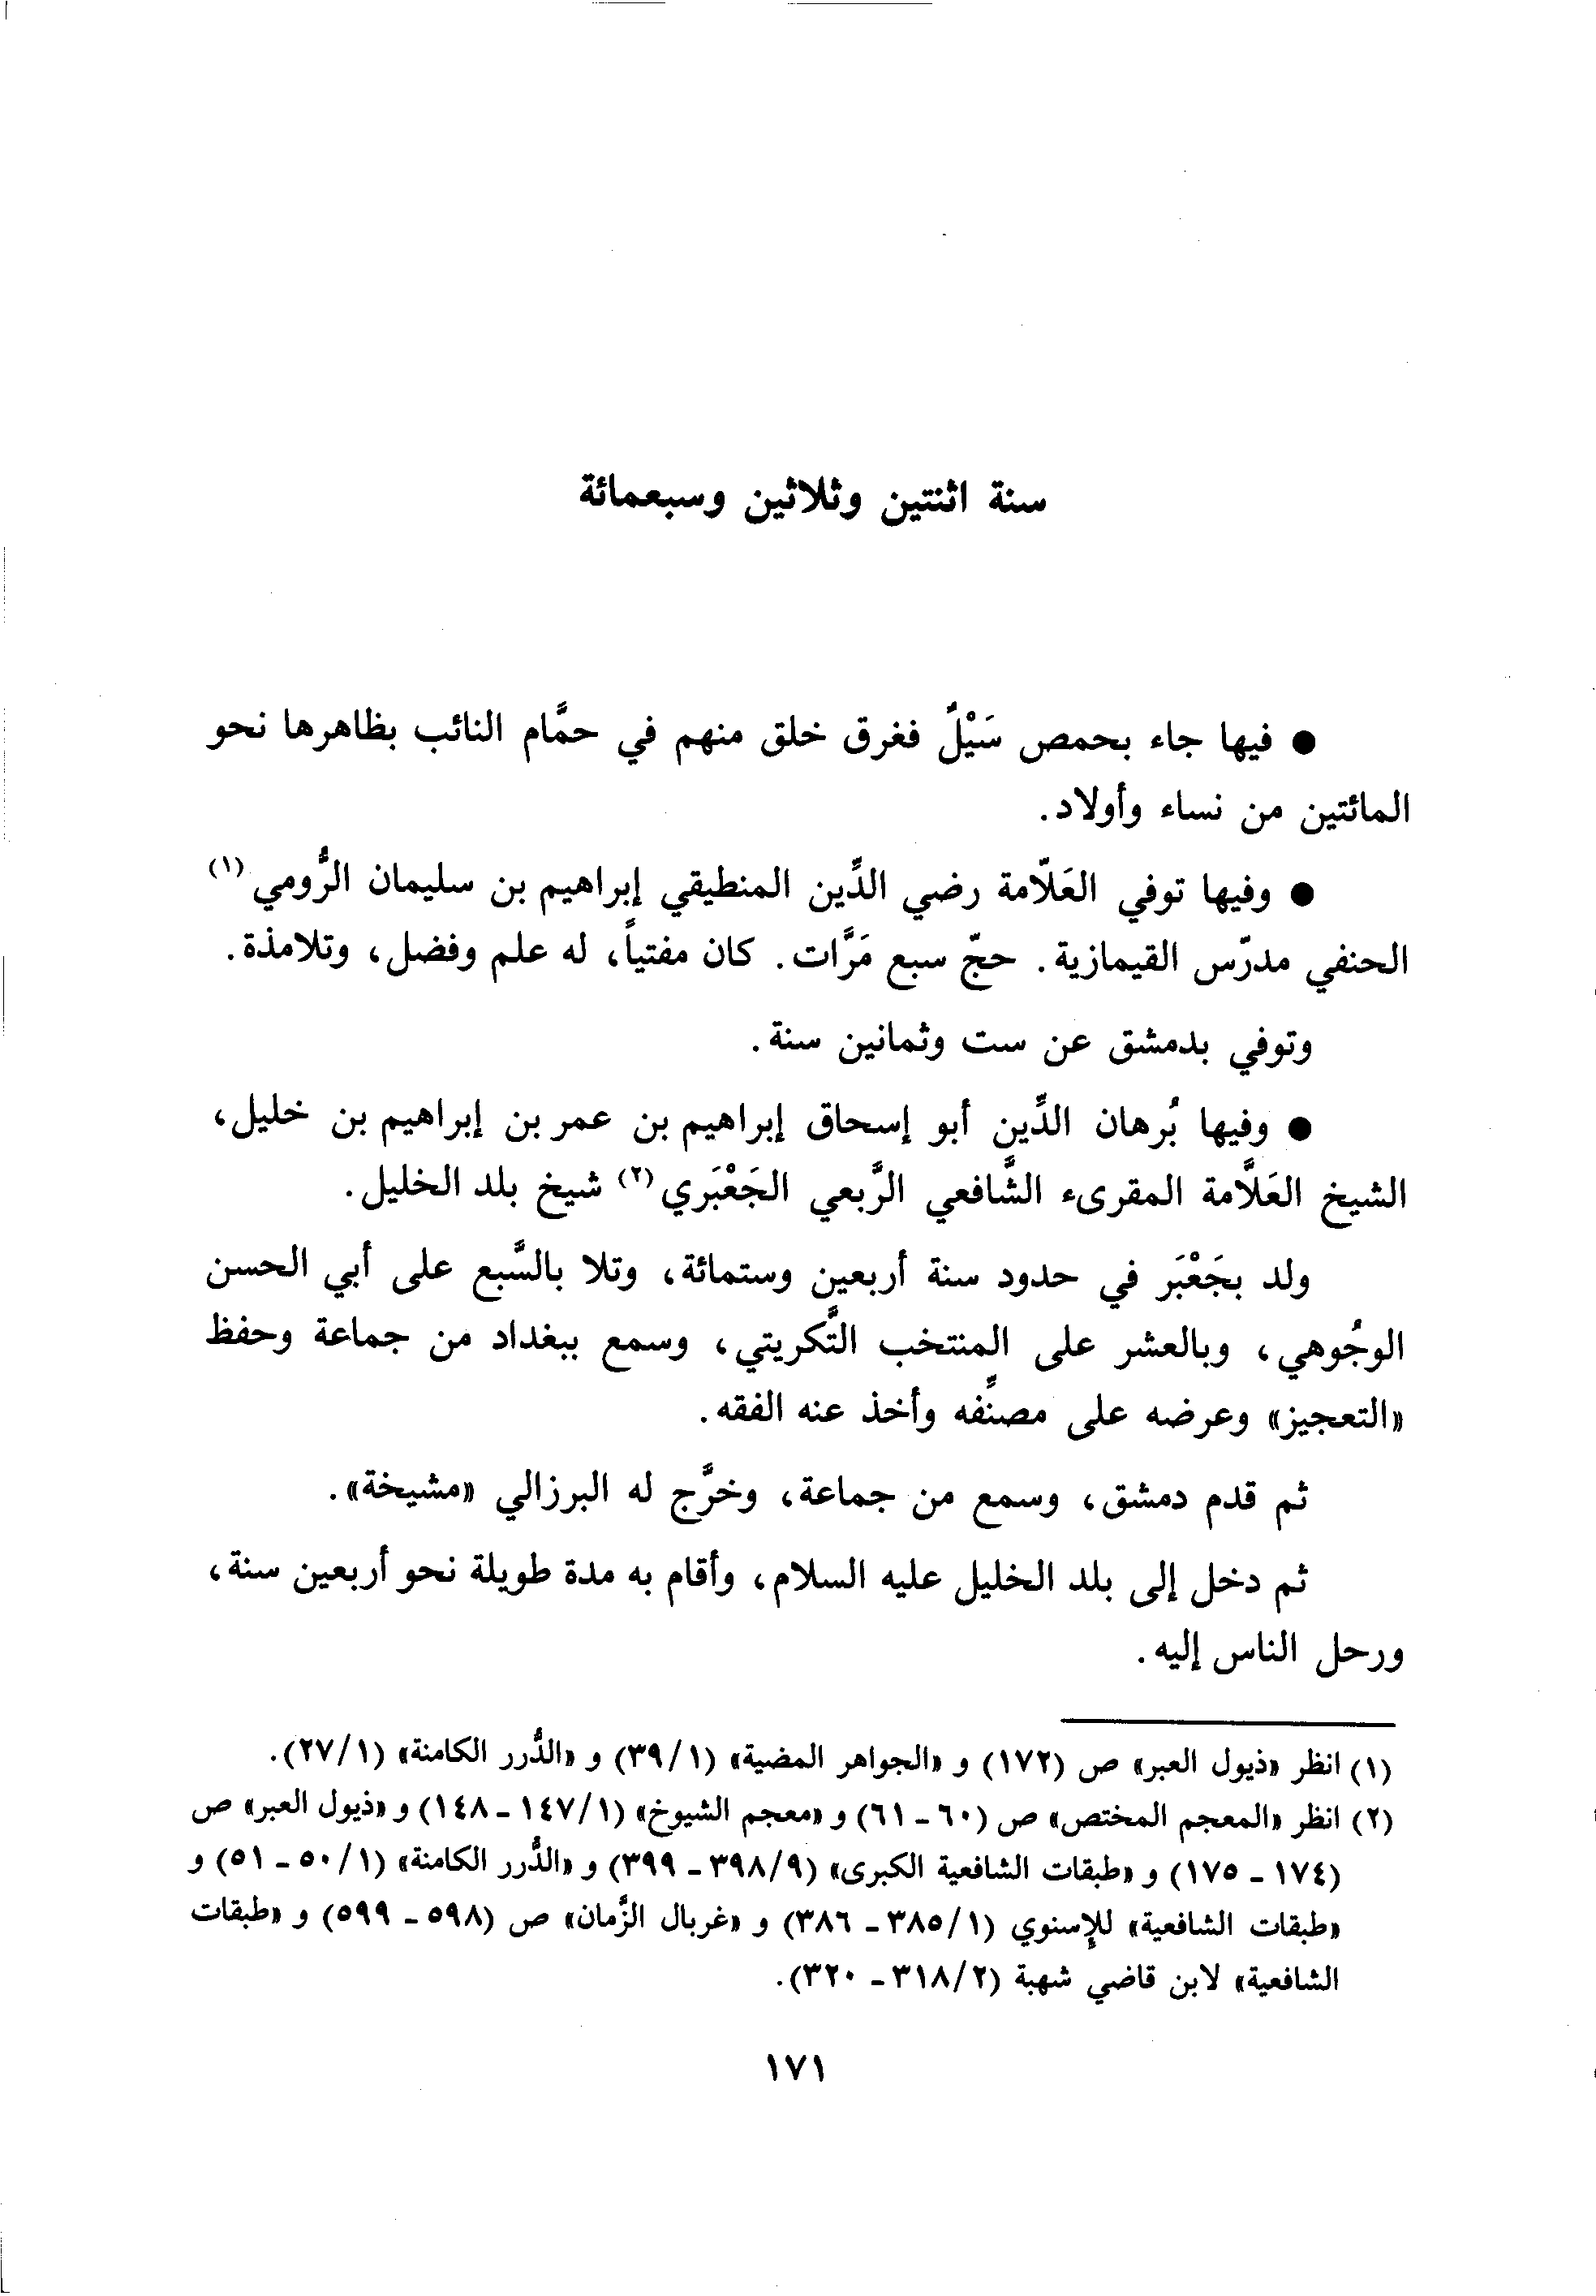 سنة اثنتين وثلاثين وسبعمائة
● فيها جاء بحمص سَيْلٌ فغرق خلق منهم في حمَّام النائب بظاهرها نحو
المائتين من نساء وأولاد.
● وفيها توفي العَلّامة رضي الدِّين المنطيقي إبراهيم بن سليمان الرُّومي (١)
الحنفي مدرّس القيمازية. حجّ سبع مَرَّات. كان مفتياً، له علم وفضل، وتلامذة.
وتوفي بدمشق عن ست وثمانين سنة.
● وفيها بُرهان الدِّين أبو إسحاق إبراهيم بن عمر بن إبراهيم بن خليل،
الشيخ العَلَّامة المقرىء الشَّافعي الرَّبعي الجَعْبَري (٢) شيخ بلد الخليل.
ولد بجَعْبَر في حدود سنة أربعين وستمائة، وتلا بالسَّبع على أبي الحسن
الوجُوهي، وبالعشر على المنتخب التَّكريتي، وسمع ببغداد من جماعة وحفظ
«التعجيز» وعرضه على مصنِّفه وأخذ عنه الفقه.
ثم قدم دمشق، وسمع من جماعة، وخرَّج له البرزالي «مشيخة».
ثم دخل إلى بلد الخليل عليه السلام، وأقام به مدة طويلة نحو أربعين سنة،
ورحل الناس إليه.
(١) انظر «ذيول العبر» ص (١٧٢) و «الجواهر المضية» (٣٩/١) و «الدُّرر الكامنة» (٢٧/١).
(٢) انظر «المعجم المختص» ص (٦٠ - ٦١) و «معجم الشيوخ» (١٤٧/١ - ١٤٨) و «ذيول العبر» ص
(١٧٤ - ١٧٥) و «طبقات الشافعية الكبرى» (٣٩٨/٩ - ٣٩٩) و «الدُّرر الكامنة» (٥٠/١ - ٥١) و
«طبقات الشافعية» للإسنوي (٣٨٥/١ - ٣٨٦) و «غربال الزَّمان» ص (٥٩٨ - ٥٩٩) و «طبقات
الشافعية» لابن قاضي شهبة (٣١٨/٢ - ٣٢٠).
١٧١